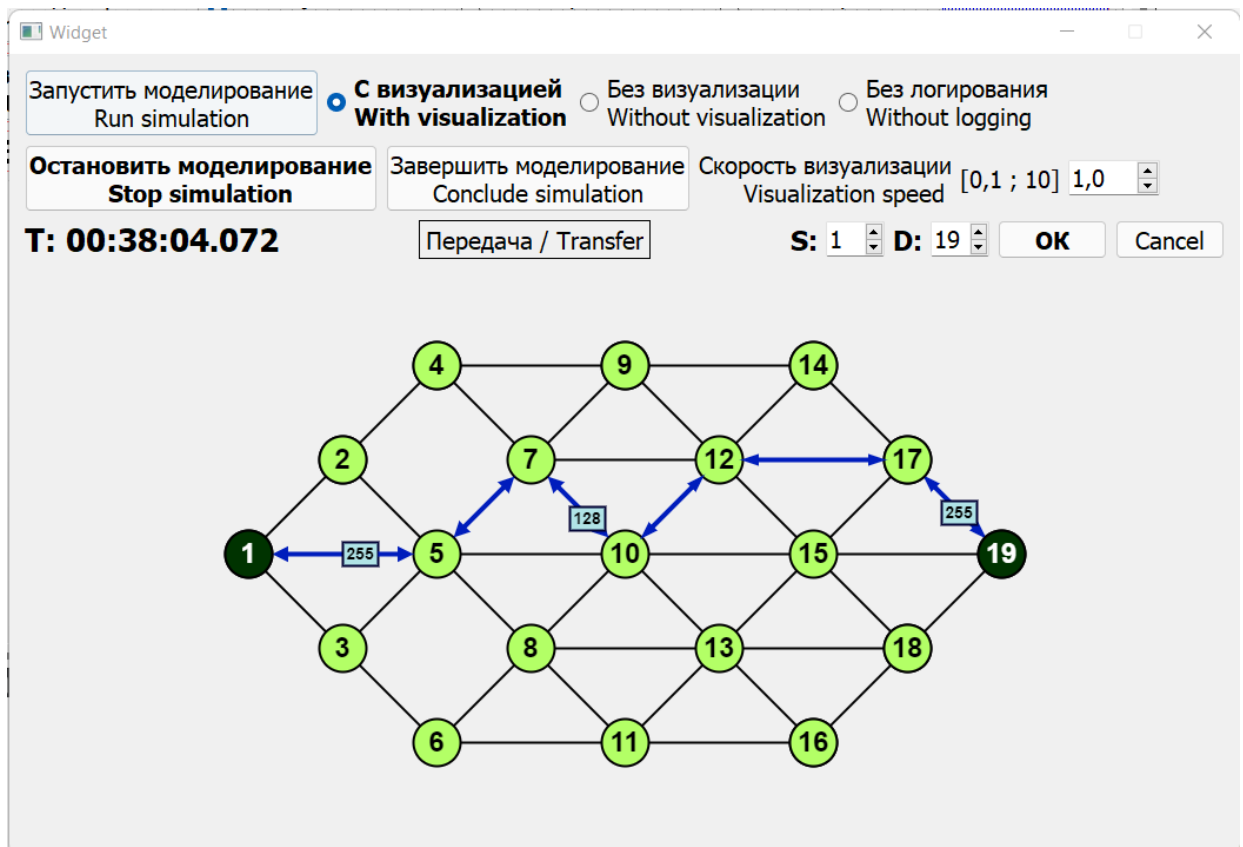 Widget
Запустить моделирование
Run simulation
С визуализацией
With visualization
Без визуализации
Without visualization
Без логирования
Without logging
Остановить моделирование
Stop simulation
Завершить моделирование
Conclude simulation
Скорость визуализации
Visualization speed
[0,1 ; 10] 1,0
T: 00:38:04.072
Передача / Transfer
S: 1 D: 19 ОК Cancel
4 9 14
2 7 12 17
128 255
1 255 5 10 15 19
3 8 13 18
6 11 16